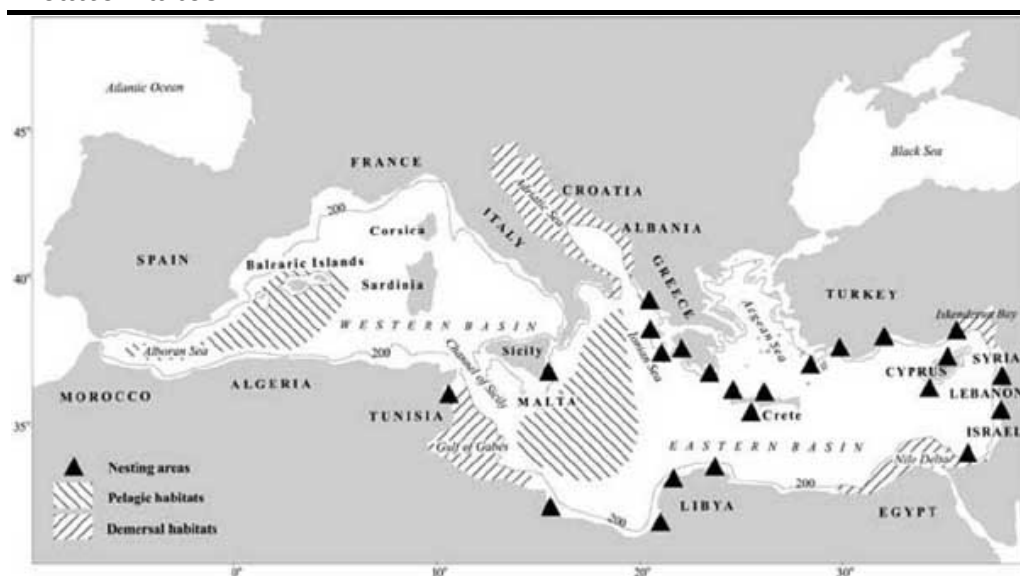 Atlantic Ocean
45°
Black Sea
FRANCE
CROATIA
Adriatic Sea
200
Corsica
ITALY
ALBANIA
SPAIN
Balearic Islands
40°
Sardinia
GREECE
TURKEY
Aegean Sea
Iskenderun Bay
WESTERN BASIN
Ionian Sea
Alboran Sea
200
Sicily
SYRIA
CYPRUS
ALGERIA
Channel of Sicily
MOROCCO
TUNISIA
MALTA
LEBANON
Crete
35°
ISRAEL
Gulf of Gabes
EASTERN BASIN
Nile Delta
Nesting areas
200
Pelagic habitats
LIBYA
EGYPT
200
Demersal habitats
0°
10°
20°
30°